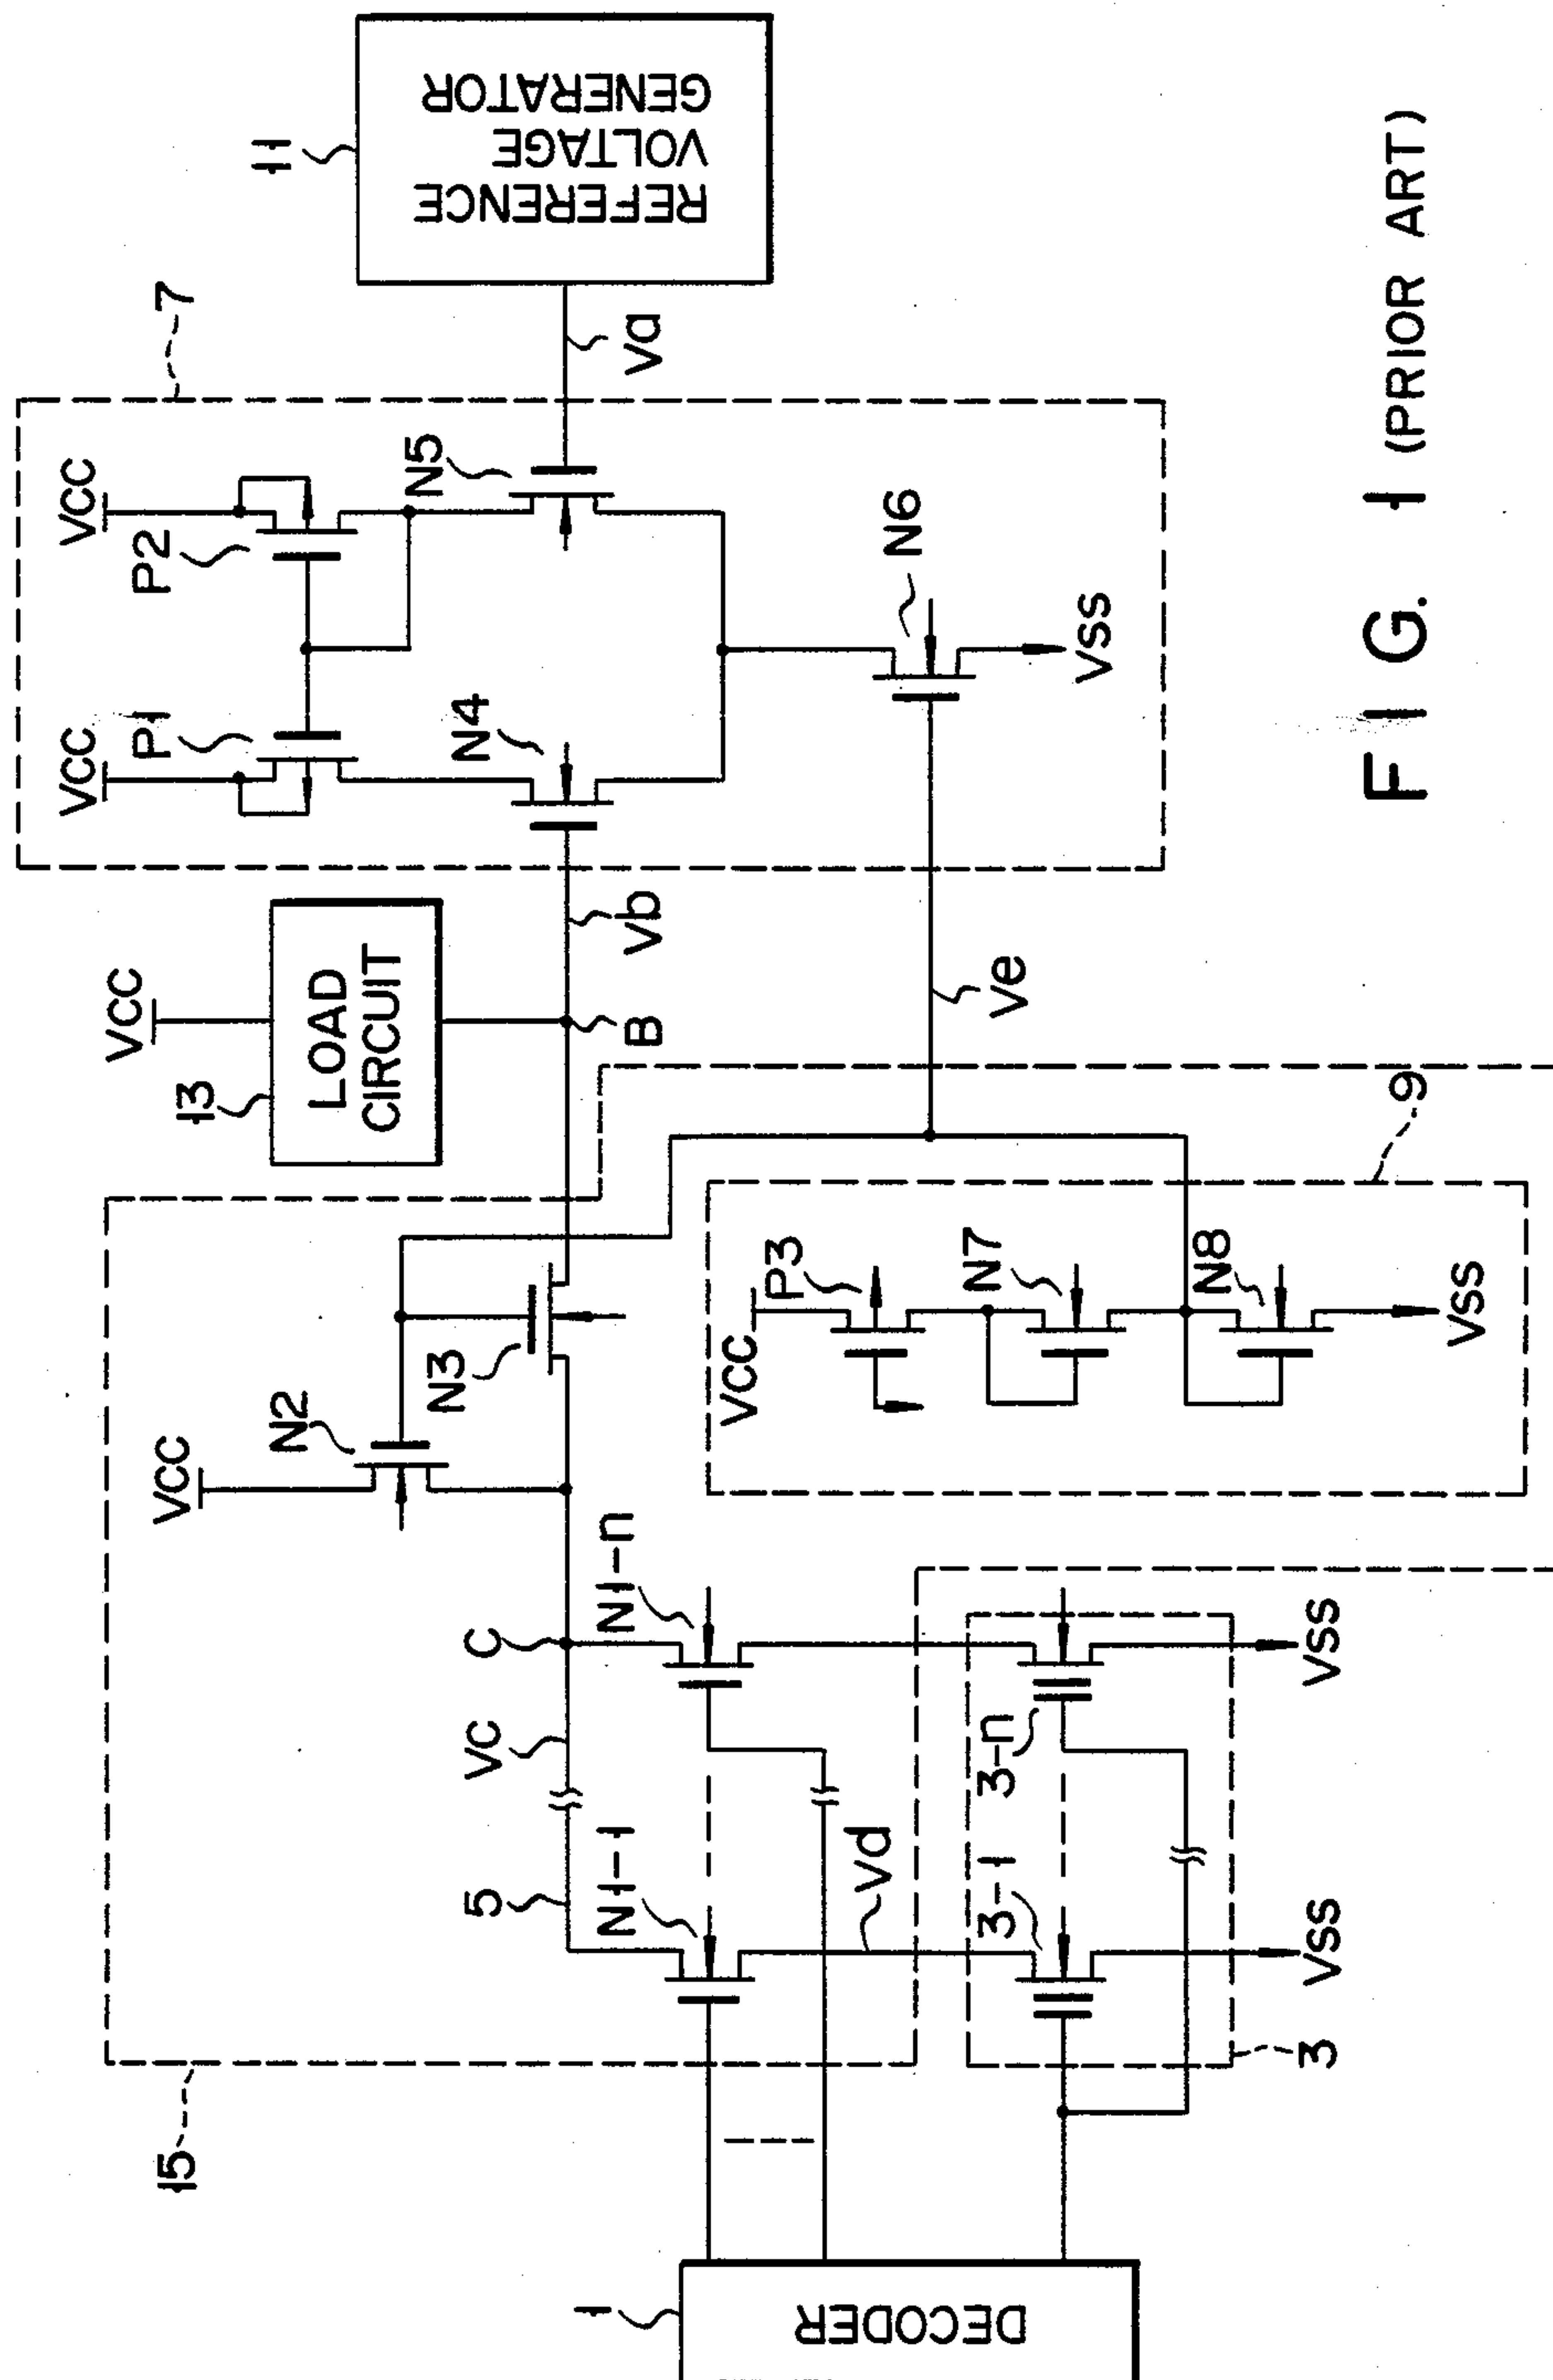 15
VCC
N2
VCC
13
LOAD
CIRCUIT
VCC
P1
VCC
P2
7
11
REFERENCE
VOLTAGE
GENERATOR
5
VC
C
N3
B
Vb
N4
N5
Va
1
DECODER
N1-1
N1-n
Vd
VCC
P3
N7
N8
VSS
9
Ve
N6
VSS
3-1
3-n
3
VSS
VSS
FIG. 1 (PRIOR ART)